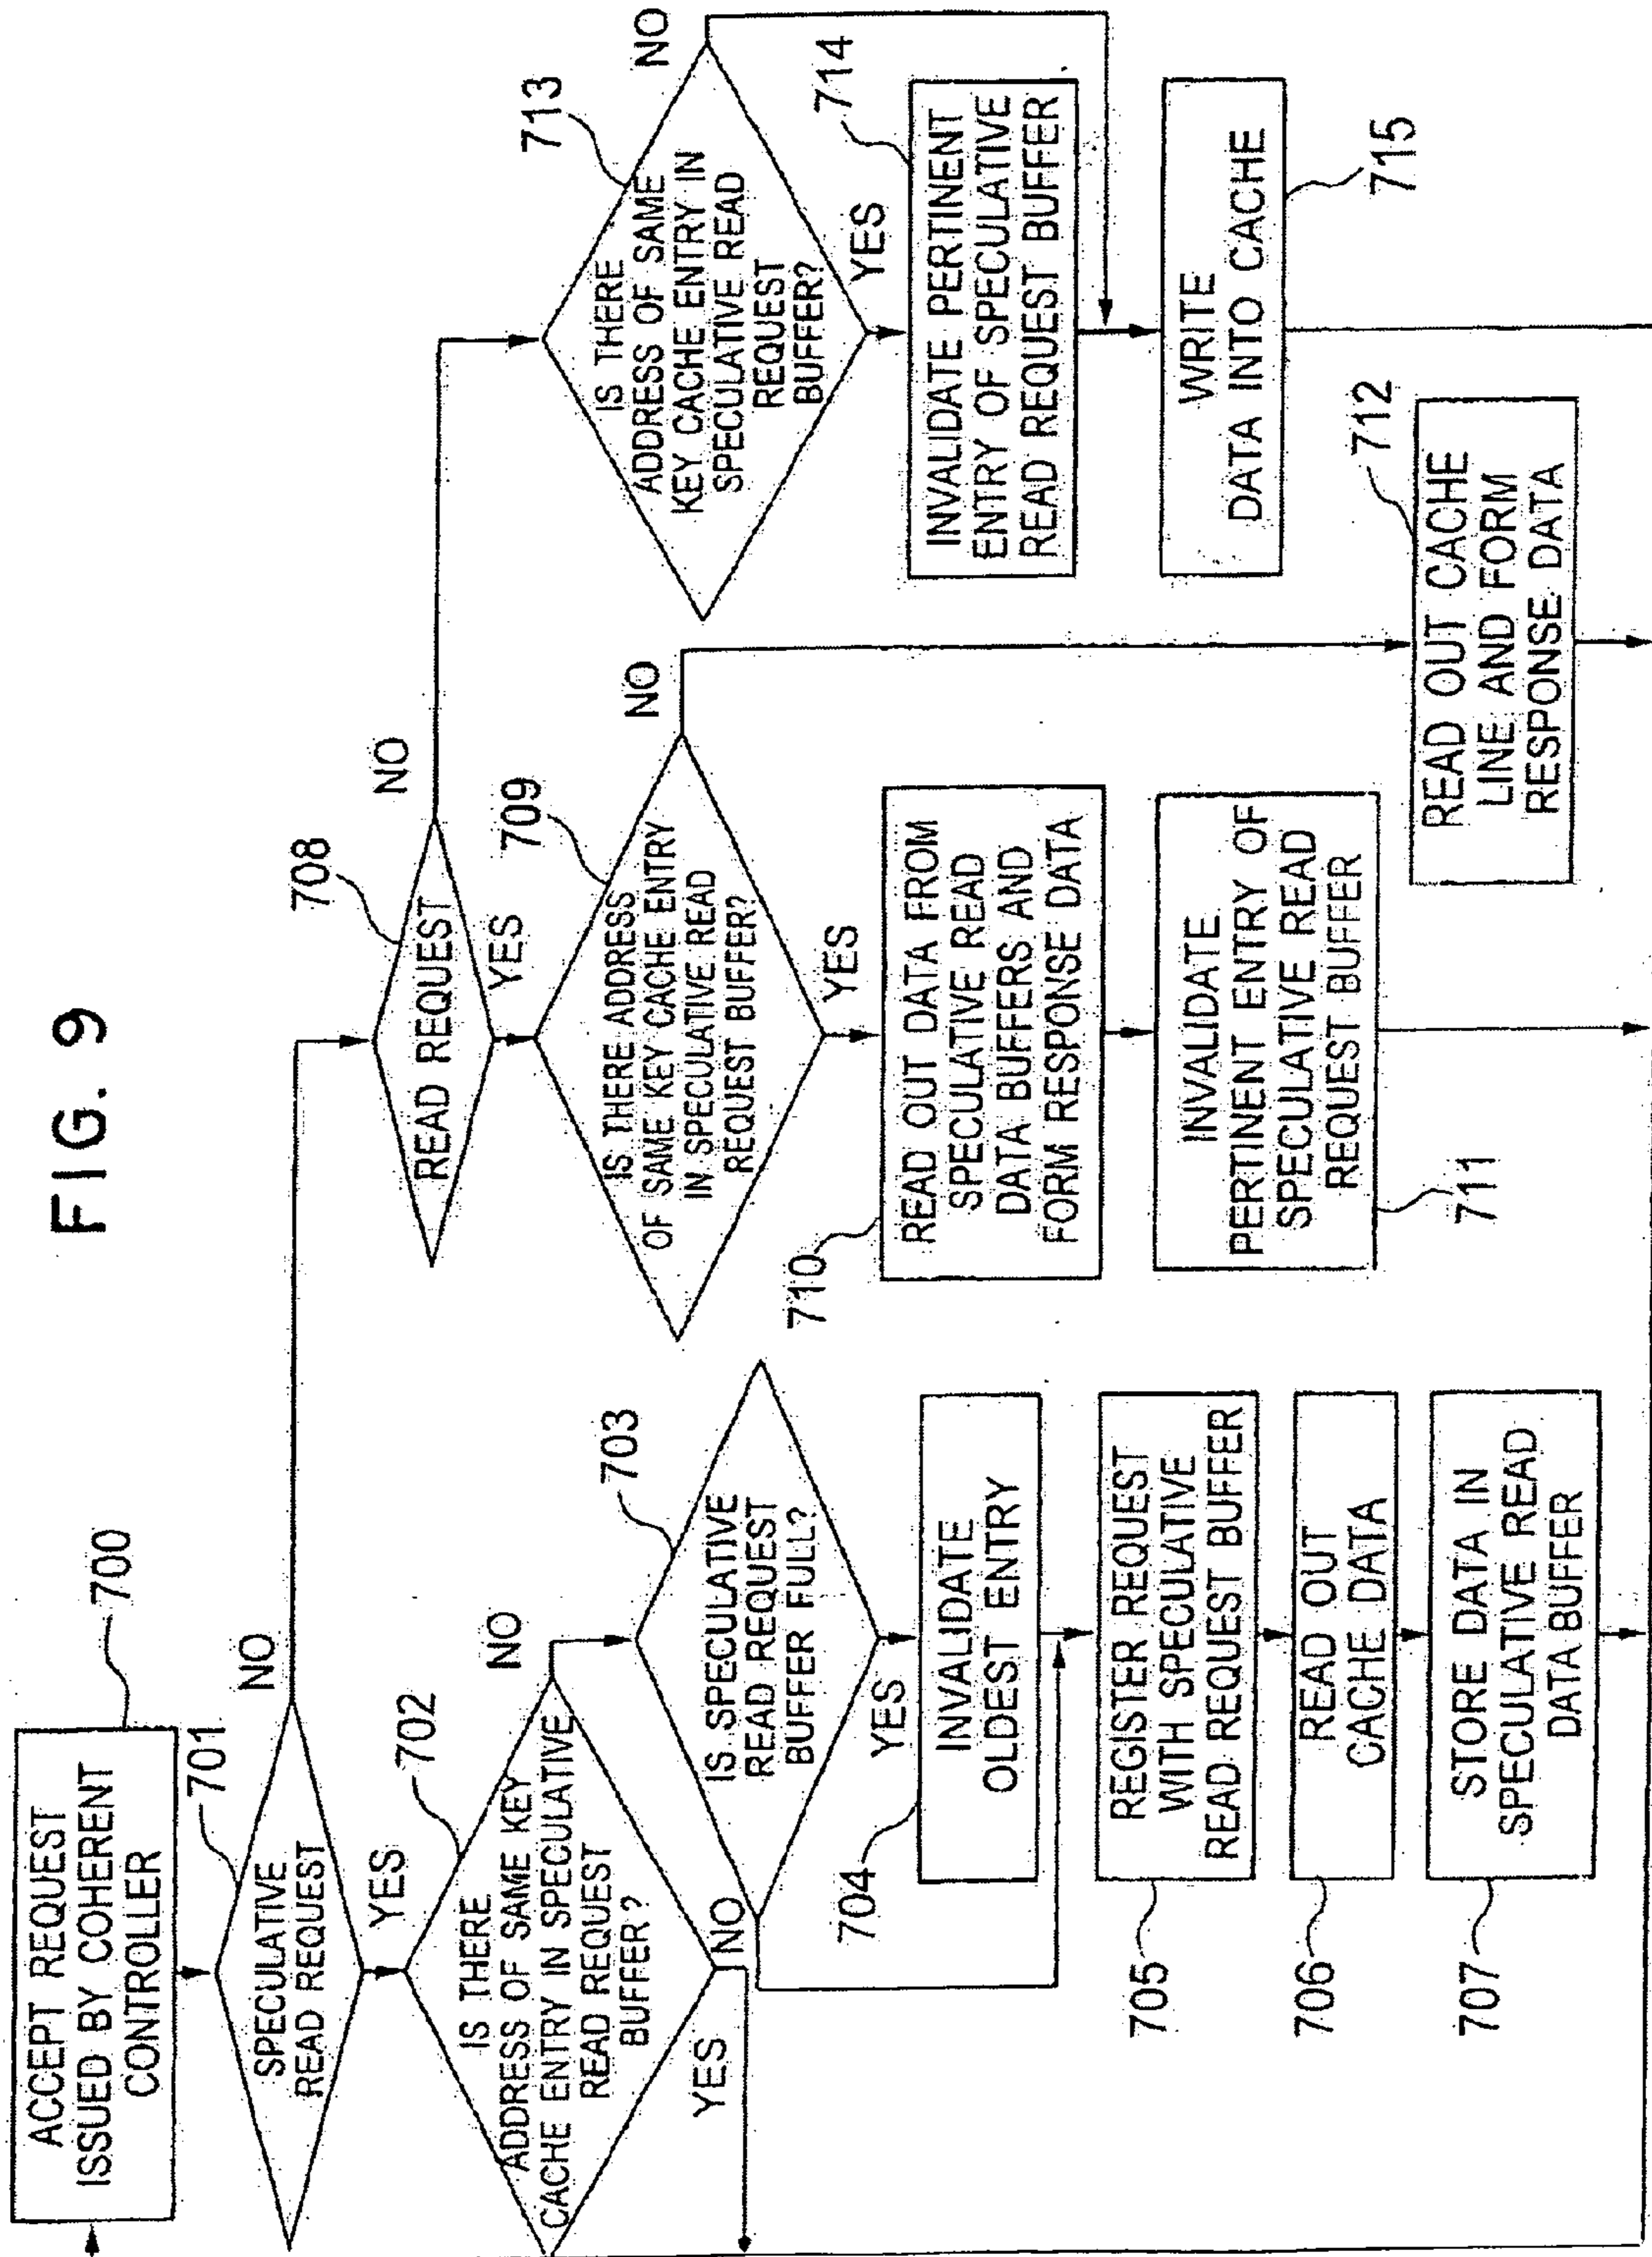 FIG. 9
ACCEPT REQUEST
ISSUED BY COHERENT
CONTROLLER
700
701
SPECULATIVE
READ REQUEST
NO
YES
702
IS THERE
ADDRESS OF SAME KEY
CACHE ENTRY IN SPECULATIVE
READ REQUEST
BUFFER?
NO
YES
703
IS SPECULATIVE
READ REQUEST
BUFFER FULL?
NO
YES
704
INVALIDATE
OLDEST ENTRY
705
REGISTER REQUEST
WITH SPECULATIVE
READ REQUEST BUFFER
706
READ OUT
CACHE DATA
707
STORE DATA IN
SPECULATIVE READ
DATA BUFFER
708
READ REQUEST
NO
YES
709
IS THERE ADDRESS
OF SAME KEY CACHE ENTRY
IN SPECULATIVE READ
REQUEST BUFFER?
NO
YES
710
READ OUT DATA FROM
SPECULATIVE READ
DATA BUFFERS AND
FORM RESPONSE DATA
INVALIDATE
PERTINENT ENTRY OF
SPECULATIVE READ
REQUEST BUFFER
711
712
READ OUT CACHE
LINE AND FORM
RESPONSE DATA
713
IS THERE
ADDRESS OF SAME
KEY CACHE ENTRY IN
SPECULATIVE READ
REQUEST
BUFFER?
NO
YES
714
INVALIDATE PERTINENT
ENTRY OF SPECULATIVE
READ REQUEST BUFFER
WRITE
DATA INTO CACHE
715